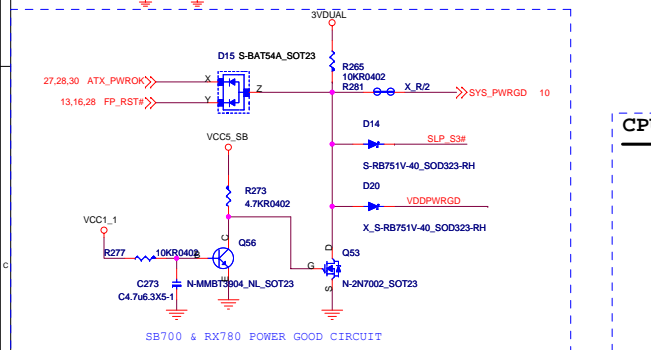 3VDUAL
D15 S-BAT54A_SOT23
R265
10KR0402
27,28,30 ATX_PWROK
X
Z
R281
X_R/2
SYS_PWRGD 10
13,16,28 FP_RST#
Y
D14
SLP_S3#
VCC5_SB
S-RB751V-40_SOD323-RH
D20
R273
4.7KR0402
VDDPWRGD
VCC1_1
X_S-RB751V-40_SOD323-RH
C
Q56
D
Q53
R277
10KR0402
B
G
C
E
S
C273
N-MMBT3904_NL_SOT23
N-2N7002_SOT23
C4.7u6.3X5-1
SB700 & RX780 POWER GOOD CIRCUIT